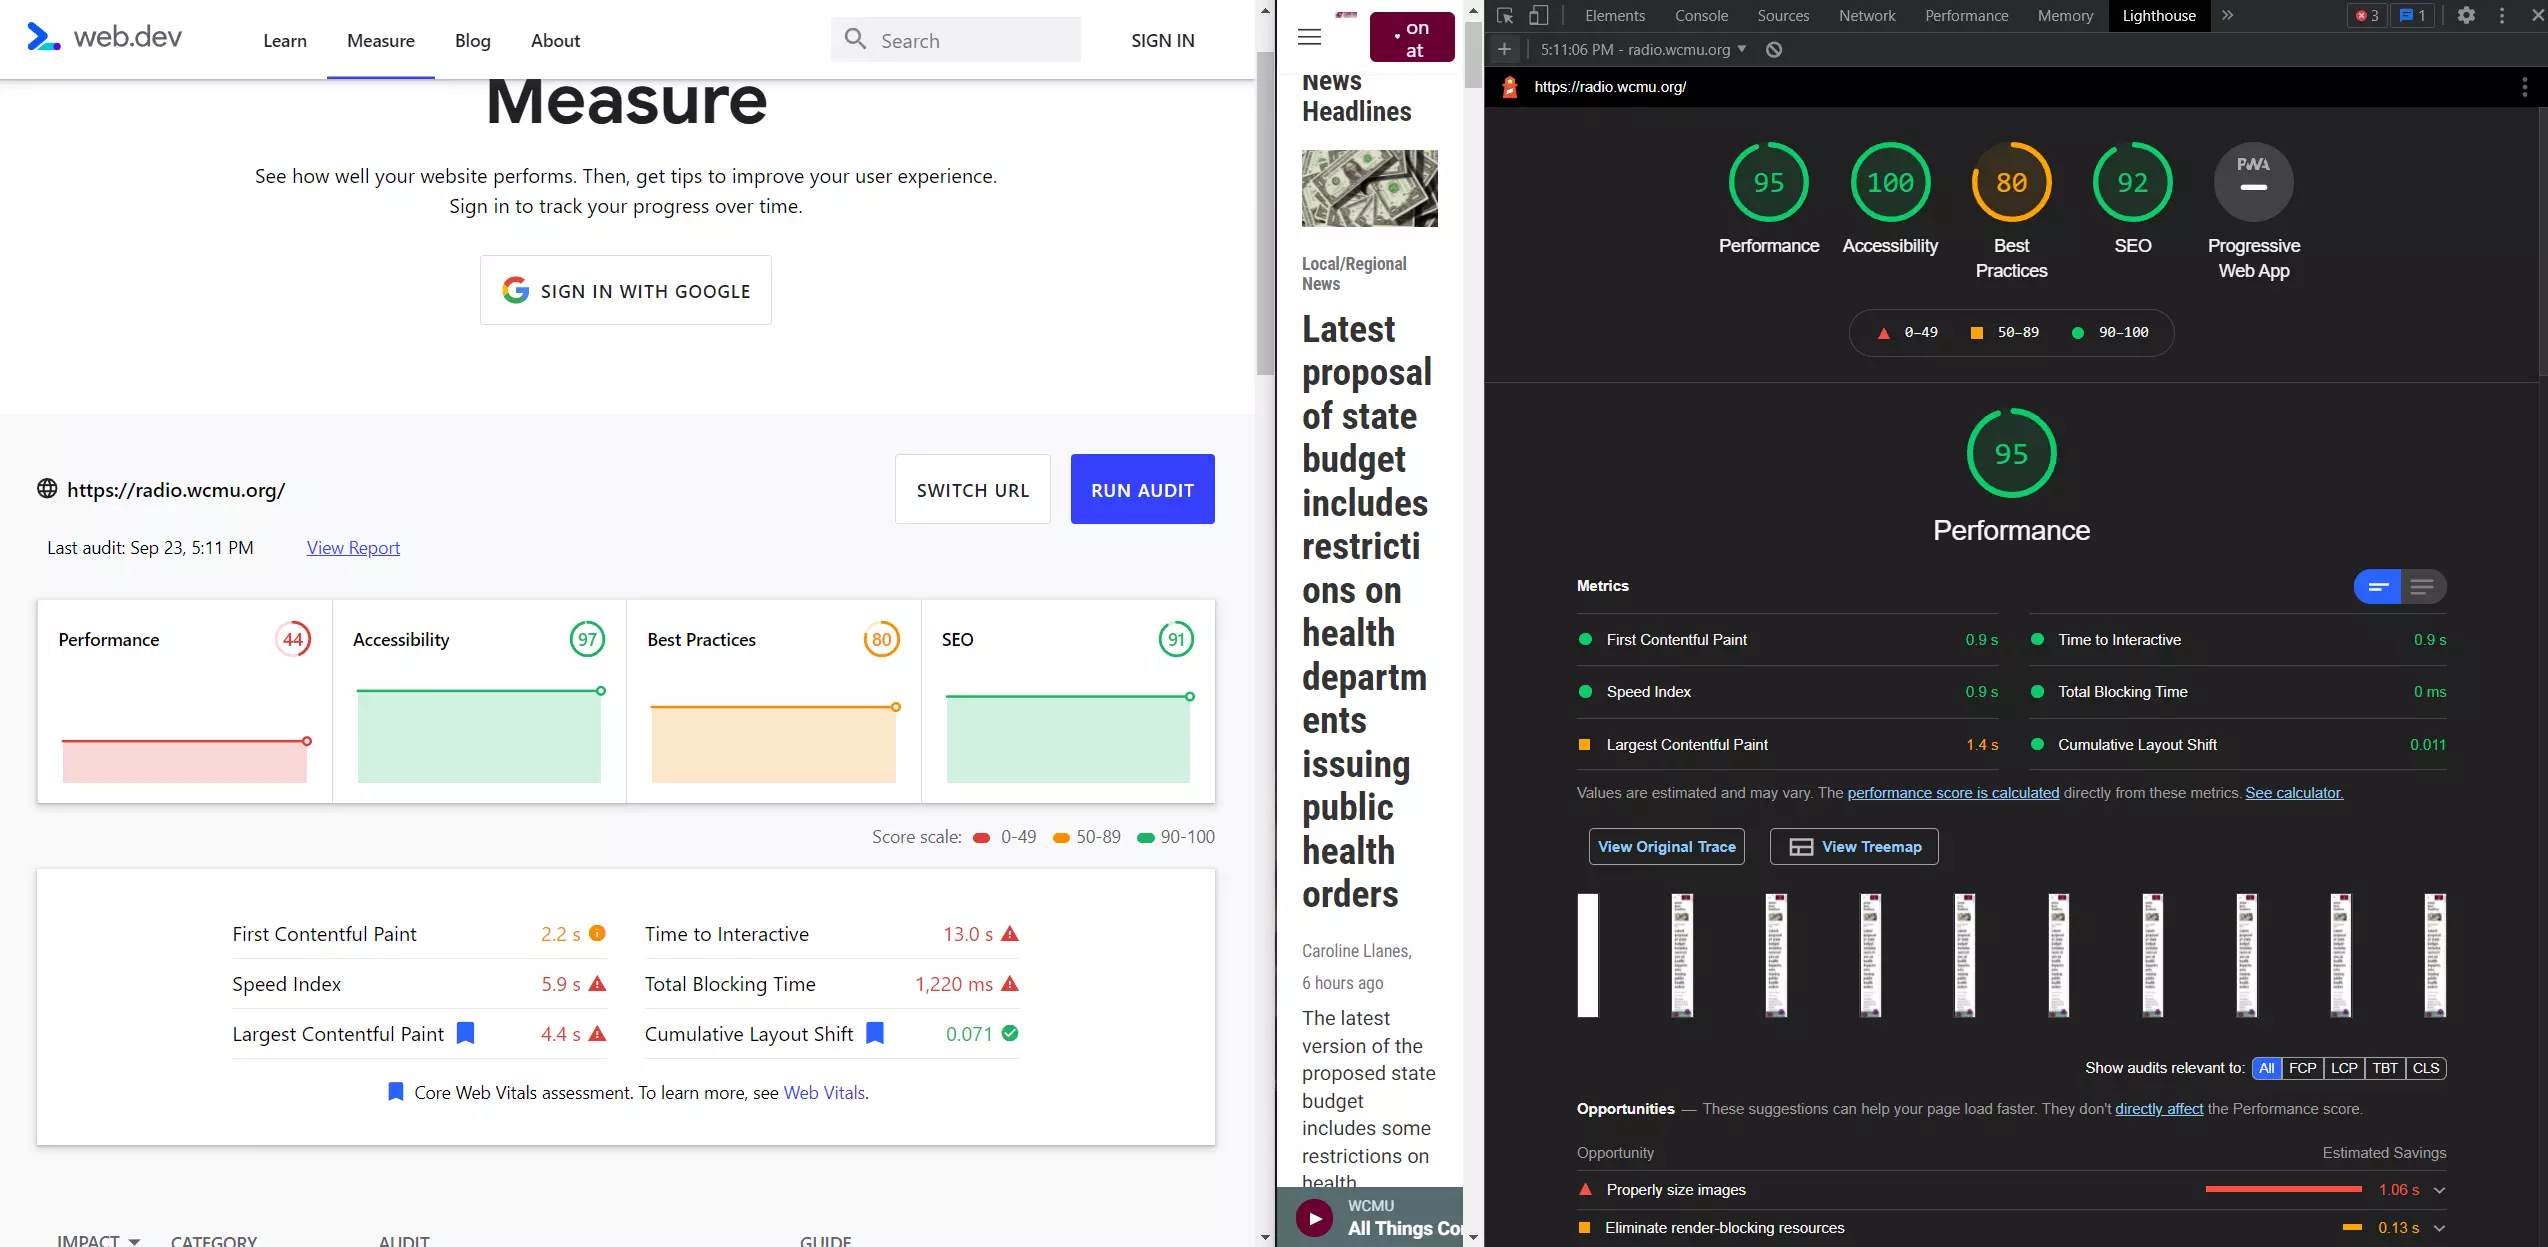 web.dev
Learn
Measure
Blog
About
Search
SIGN IN
Measure
See how well your website performs. Then, get tips to improve your user experience.
Sign in to track your progress over time.
SIGN IN WITH GOOGLE
https://radio.wcmu.org/
SWITCH URL
RUN AUDIT
Last audit: Sep 23, 5:11 PM
View Report
Performance 44
Accessibility 97
Best Practices 80
SEO 91
Score scale: 0-49 50-89 90-100
First Contentful Paint 2.2 s
Time to Interactive 13.0 s
Speed Index 5.9 s
Total Blocking Time 1,220 ms
Largest Contentful Paint 4.4 s
Cumulative Layout Shift 0.071
Core Web Vitals assessment. To learn more, see Web Vitals.
IMPACT
CATEGORY
AUDIT
GUIDE
on
at
News
Headlines
Local/Regional
News
Latest
proposal
of state
budget
includes
restricti
ons on
health
departm
ents
issuing
public
health
orders
Caroline Llanes,
6 hours ago
The latest
version of the
proposed state
budget
includes some
restrictions on
health
WCMU
All Things Co
Elements
Console
Sources
Network
Performance
Memory
Lighthouse
3
1
5:11:06 PM - radio.wcmu.org
https://radio.wcmu.org/
95
100
80
92
PWA
Performance
Accessibility
Best
Practices
SEO
Progressive
Web App
0–49
50–89
90–100
95
Performance
Metrics
First Contentful Paint 0.9 s
Time to Interactive 0.9 s
Speed Index 0.9 s
Total Blocking Time 0 ms
Largest Contentful Paint 1.4 s
Cumulative Layout Shift 0.011
Values are estimated and may vary. The performance score is calculated directly from these metrics. See calculator.
View Original Trace
View Treemap
Show audits relevant to: All FCP LCP TBT CLS
Opportunities — These suggestions can help your page load faster. They don't directly affect the Performance score.
Opportunity
Estimated Savings
Properly size images 1.06 s
Eliminate render-blocking resources 0.13 s